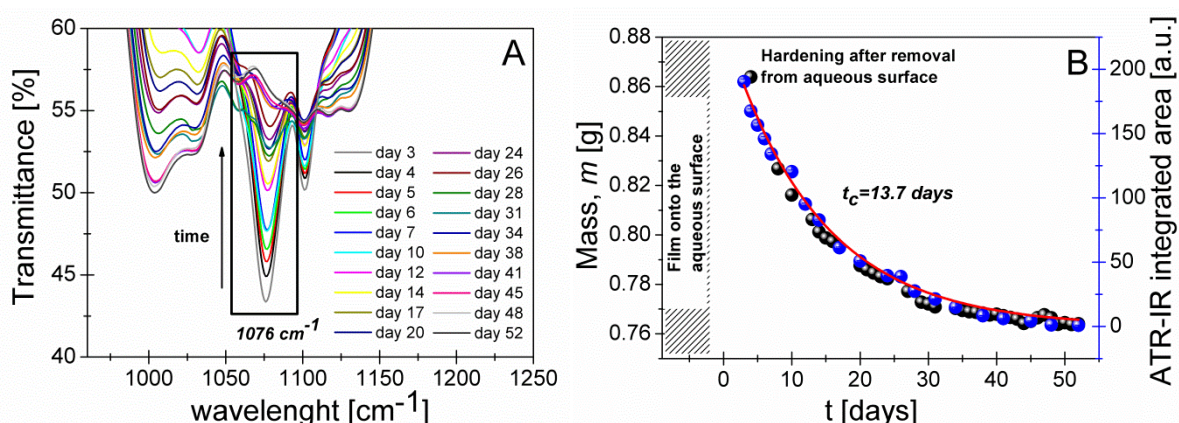 A
Transmittance [%]
60
55
50
45
40
time
1076 cm-1
day 3
day 4
day 5
day 6
day 7
day 10
day 12
day 14
day 17
day 20
day 24
day 26
day 28
day 31
day 34
day 38
day 41
day 45
day 48
day 52
1000 1050 1100 1150 1200 1250
wavelenght [cm-1]
B
Mass, m [g]
0.88
0.86
0.84
0.82
0.80
0.78
0.76
Film onto the
aqueous surface
Hardening after removal
from aqueous surface
tC=13.7 days
200
150
100
50
0
ATR-IR integrated area [a.u.]
0 10 20 30 40 50
t [days]